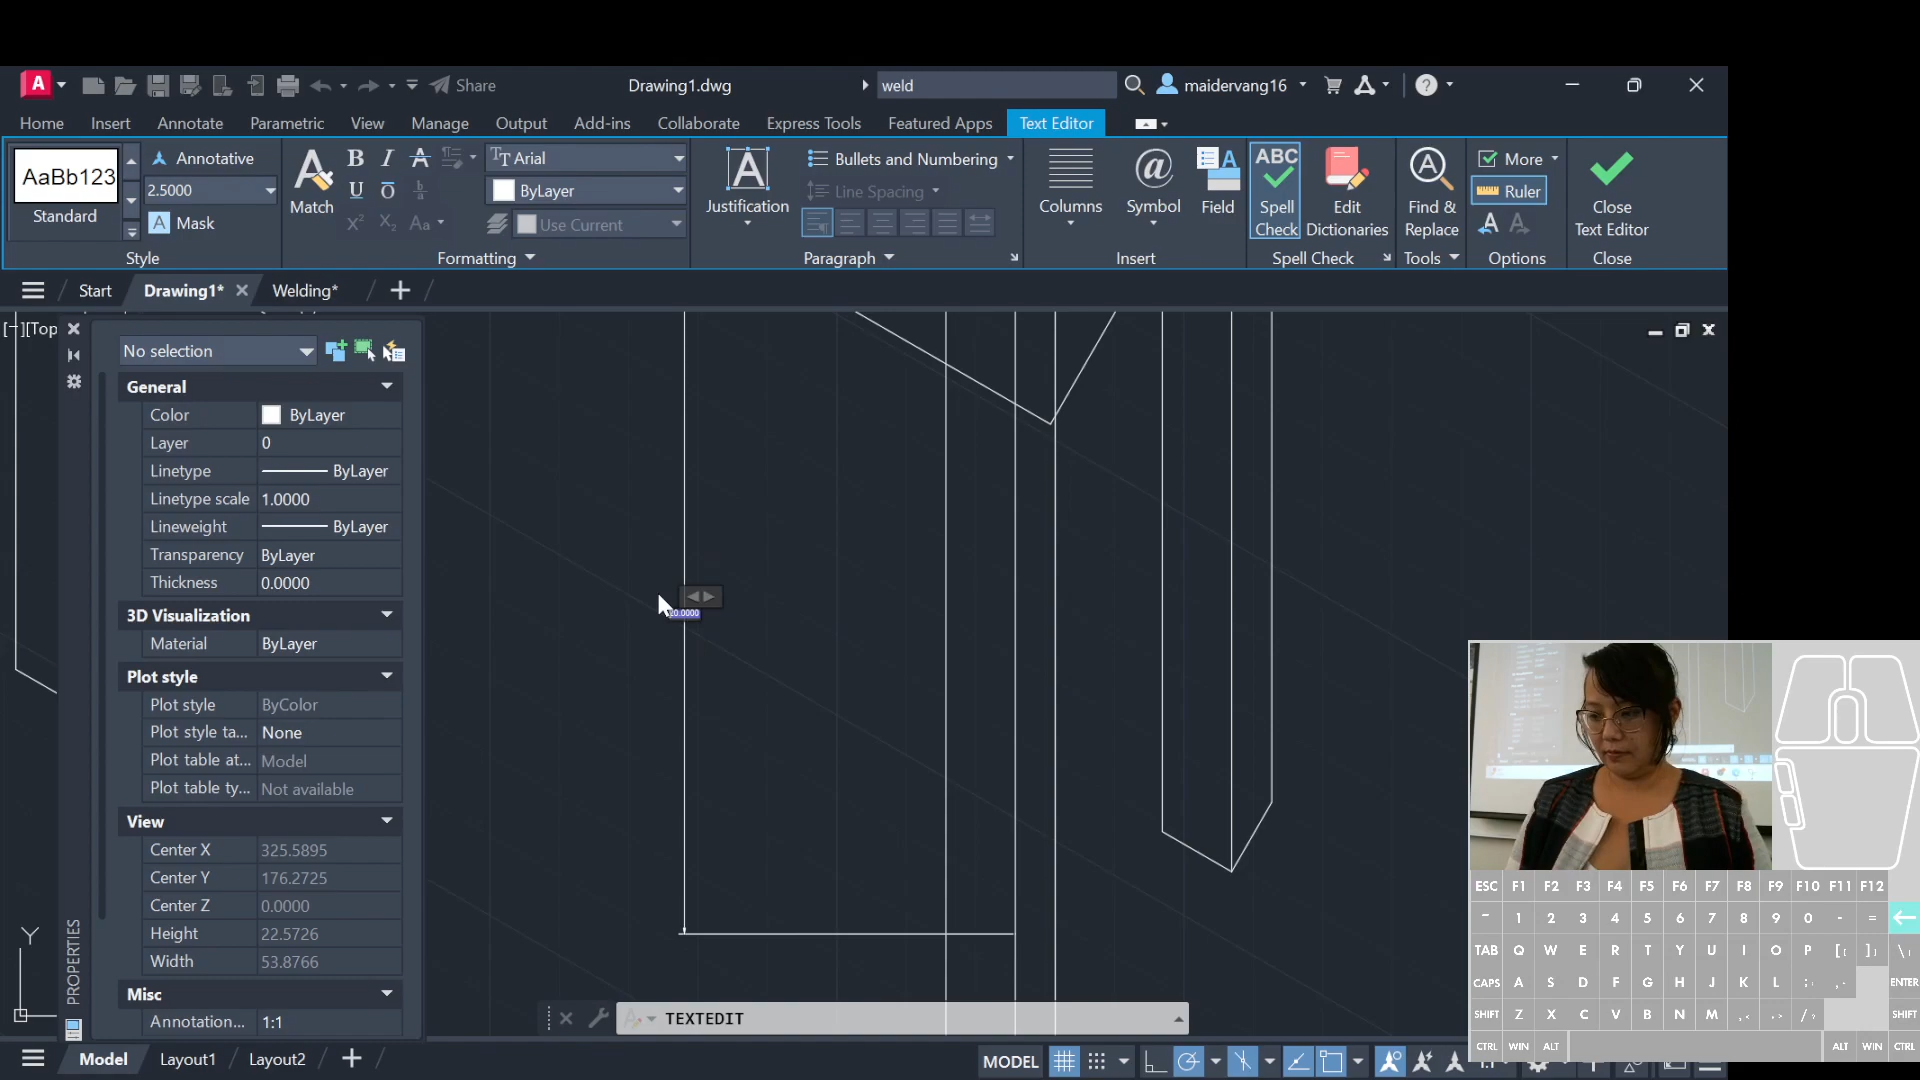 A
Share
Drawing1.dwg
weld
maidervang16
Home Insert Annotate Parametric View Manage Output Add-ins Collaborate Express Tools Featured Apps Text Editor
AaBb123
Standard
Annotative
2.5000
A Mask
Style
Match
Arial
ByLayer
Use Current
Formatting
Justification
Bullets and Numbering
Line Spacing
Paragraph
Columns
Symbol
Field
Insert
ABC
Spell Check
Edit Dictionaries
Spell Check
Find & Replace
Tools
More
Ruler
Options
Close Text Editor
Close
Start Drawing1* Welding*
[−][Top
No selection
General
Color ByLayer
Layer 0
Linetype ByLayer
Linetype scale 1.0000
Lineweight ByLayer
Transparency ByLayer
Thickness 0.0000
3D Visualization
Material ByLayer
Plot style
Plot style ByColor
Plot style ta... None
Plot table at... Model
Plot table ty... Not available
View
Center X 325.5895
Center Y 176.2725
Center Z 0.0000
Height 22.5726
Width 53.8766
Misc
Annotation... 1:1
PROPERTIES
Y
TEXTEDIT
Model Layout1 Layout2
MODEL
ESC F1 F2 F3 F4 F5 F6 F7 F8 F9 F10 F11 F12
~ 1 2 3 4 5 6 7 8 9 0 - =
TAB Q W E R T Y U I O P [ ] \
CAPS A S D F G H J K L ; ENTER
SHIFT Z X C V B N M , . / SHIFT
CTRL WIN ALT ALT WIN CTRL